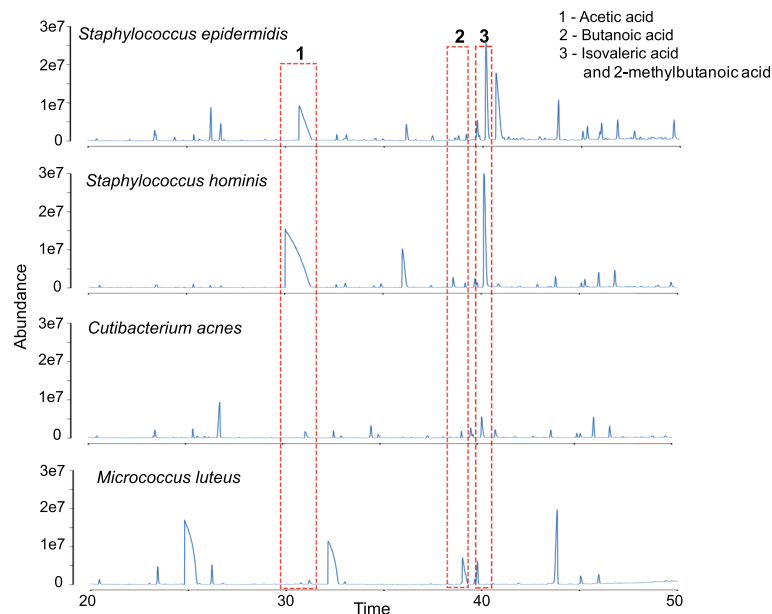 1 - Acetic acid
2 - Butanoic acid
3 - Isovaleric acid
and 2-methylbutanoic acid
Staphylococcus epidermidis
1
2
3
3e7
2e7
1e7
0
Staphylococcus hominis
3e7
2e7
1e7
0
Abundance
Cutibacterium acnes
3e7
2e7
1e7
0
Micrococcus luteus
3e7
2e7
1e7
0
20
30
40
50
Time